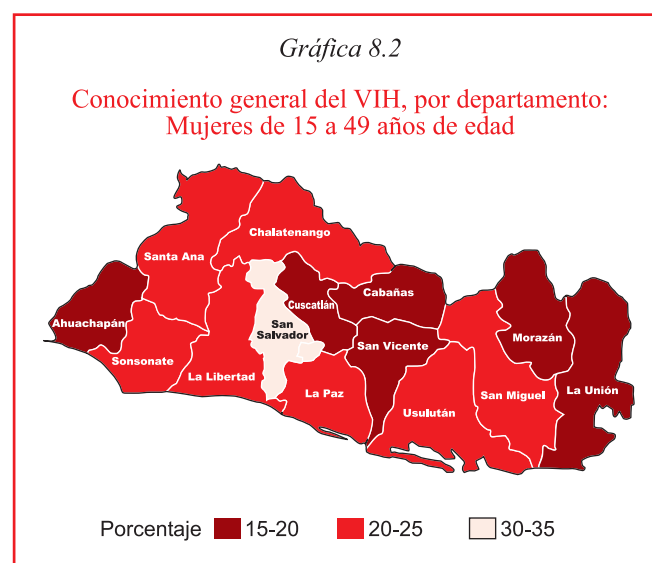 Gráfica 8.2
Conocimiento general del VIH, por departamento:
Mujeres de 15 a 49 años de edad
Chalatenango
Santa Ana
Cabañas
Cuscatlán
Ahuachapán
San
Salvador
San Vicente
Morazán
Sonsonate
La Libertad
La Paz
Usulután
San Miguel
La Unión
Porcentaje 15-20 20-25 30-35